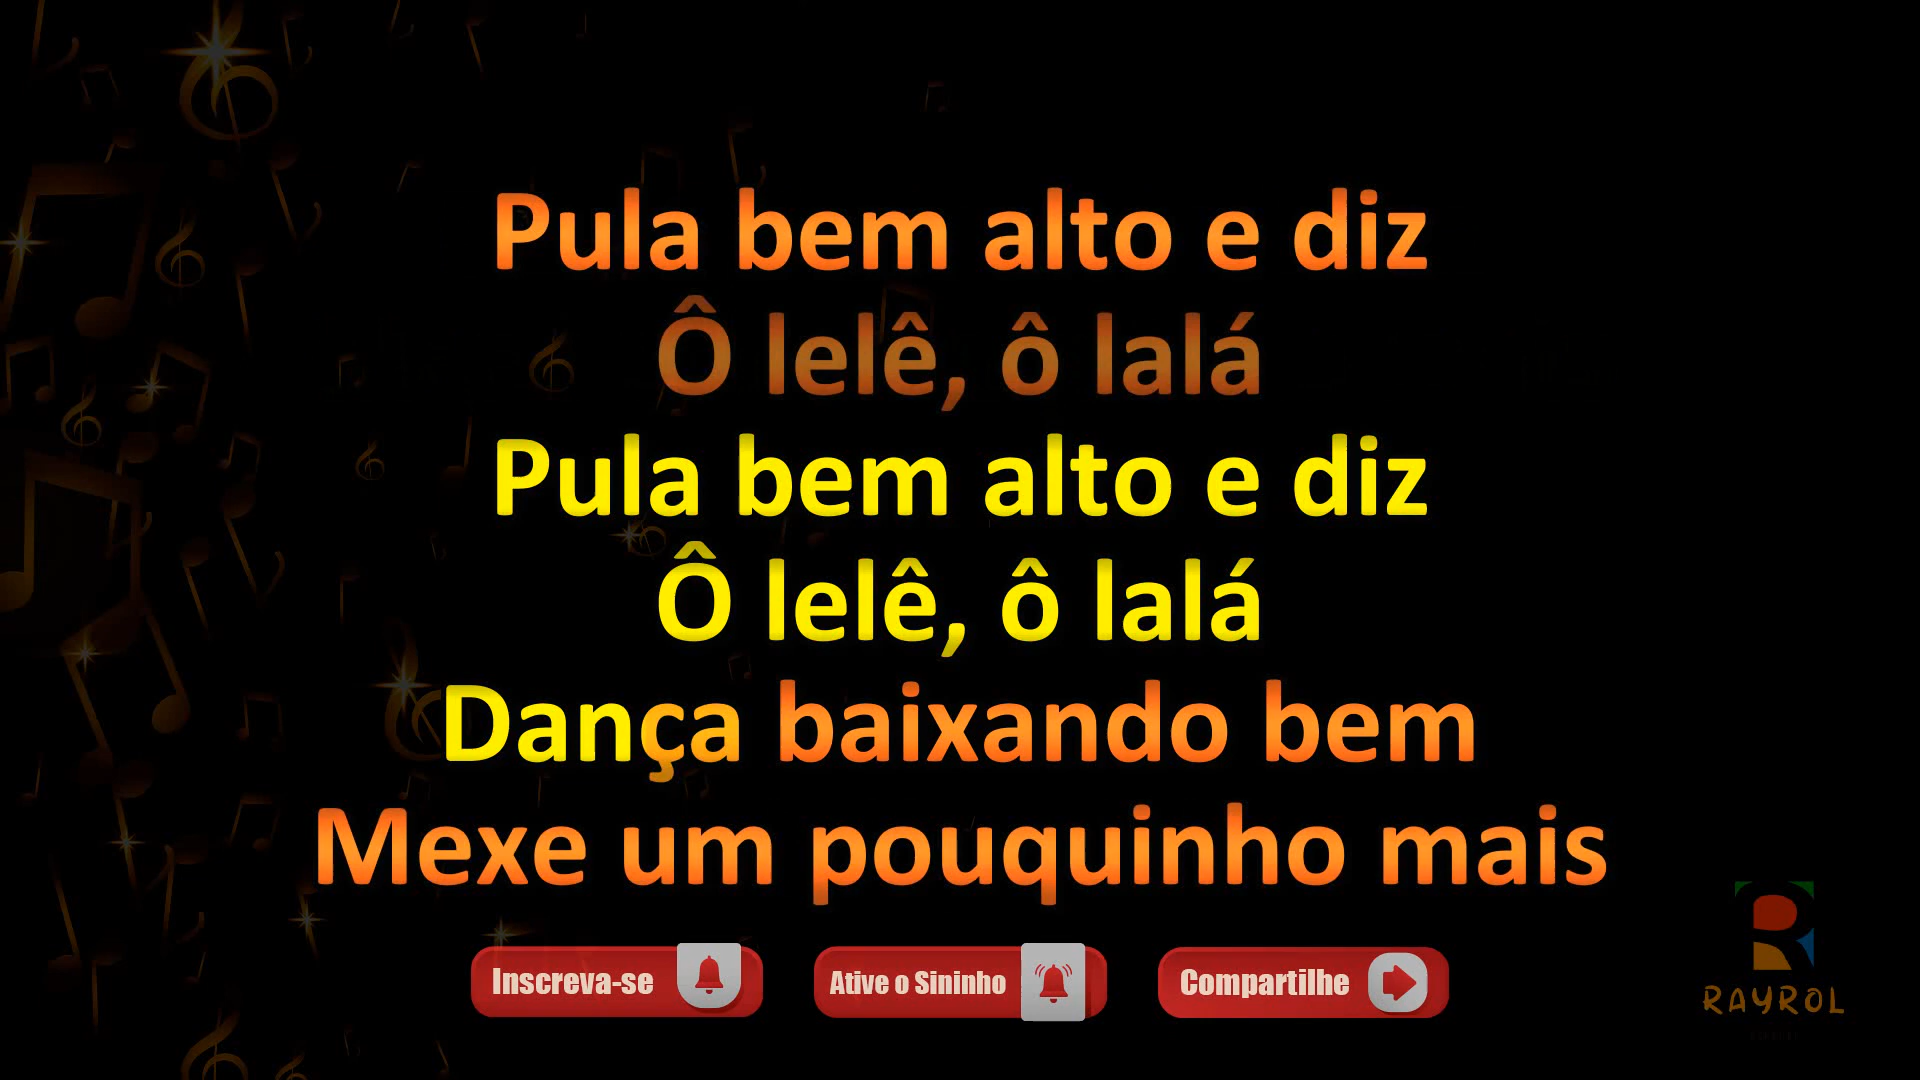 Pula bem alto e diz
Ô lelê, ô lalá
Pula bem alto e diz
Ô lelê, ô lalá
Dança baixando bem
Mexe um pouquinho mais
Inscreva-se
Ative o Sininho
Compartilhe
RAYROL